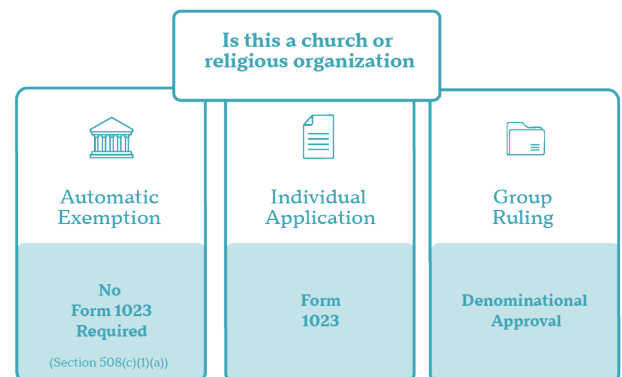 Is this a church or
religious organization
Automatic
Exemption
No
Form 1023
Required
(Section 508(c)(1)(a))
Individual
Application
Form
1023
Group
Ruling
Denominational
Approval